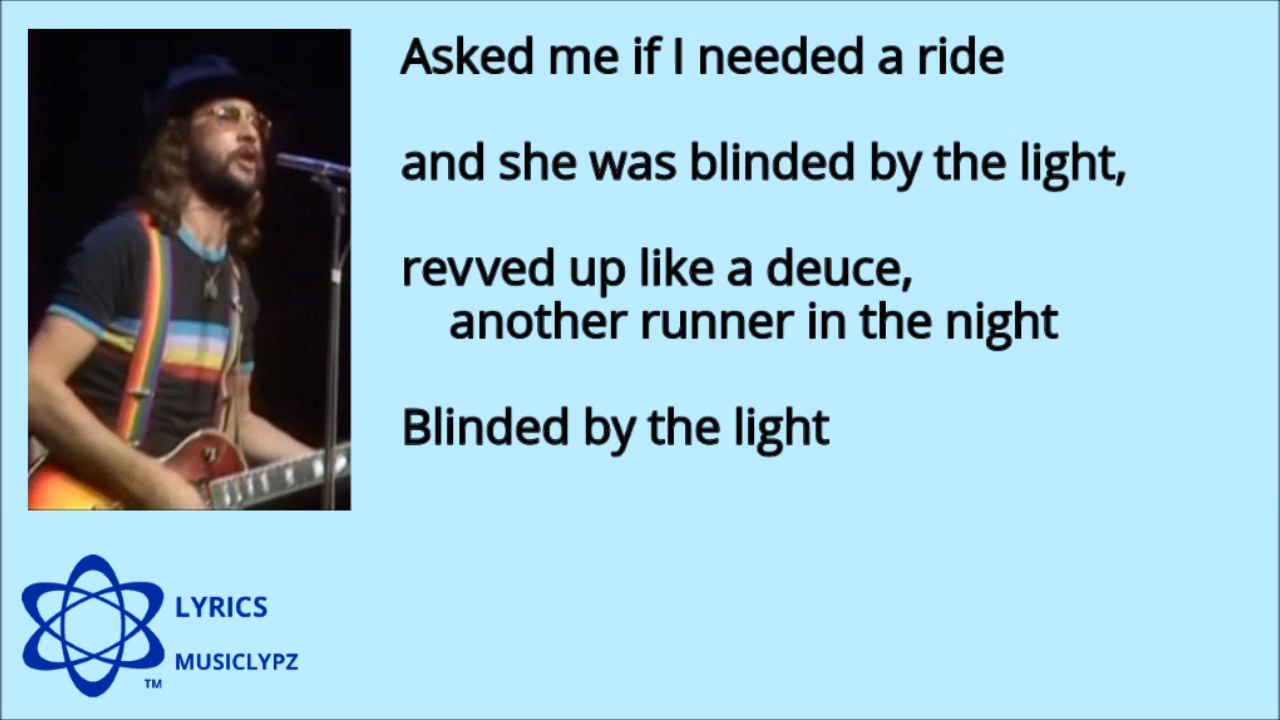 Asked me if I needed a ride
and she was blinded by the light,
revved up like a deuce,
another runner in the night
Blinded by the light
LYRICS
MUSICLYPZ
TM